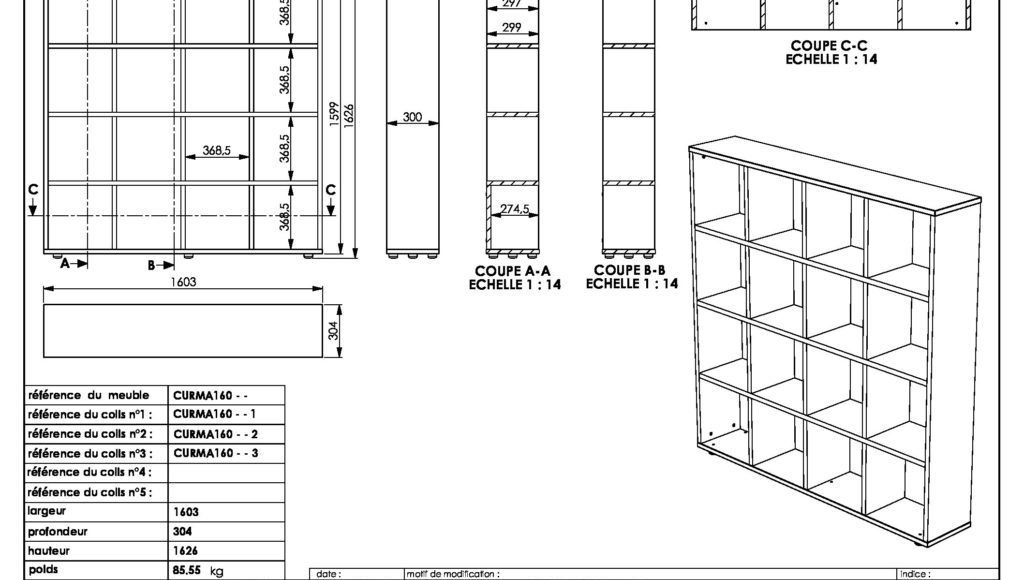 368,5
297
299
368,5
1599
1626
300
368,5
368,5
274,5
368,5
C
C
A
B
1603
304
COUPE A-A
ECHELLE 1 : 14
COUPE B-B
ECHELLE 1 : 14
COUPE C-C
ECHELLE 1 : 14
référence du meuble CURMA160 - -
référence du colis n°1 : CURMA160 - - 1
référence du colis n°2 : CURMA160 - - 2
référence du colis n°3 : CURMA160 - - 3
référence du colis n°4 :
référence du colis n°5 :
largeur 1603
profondeur 304
hauteur 1626
poids 85,55 kg
date : motif de modification : indice :